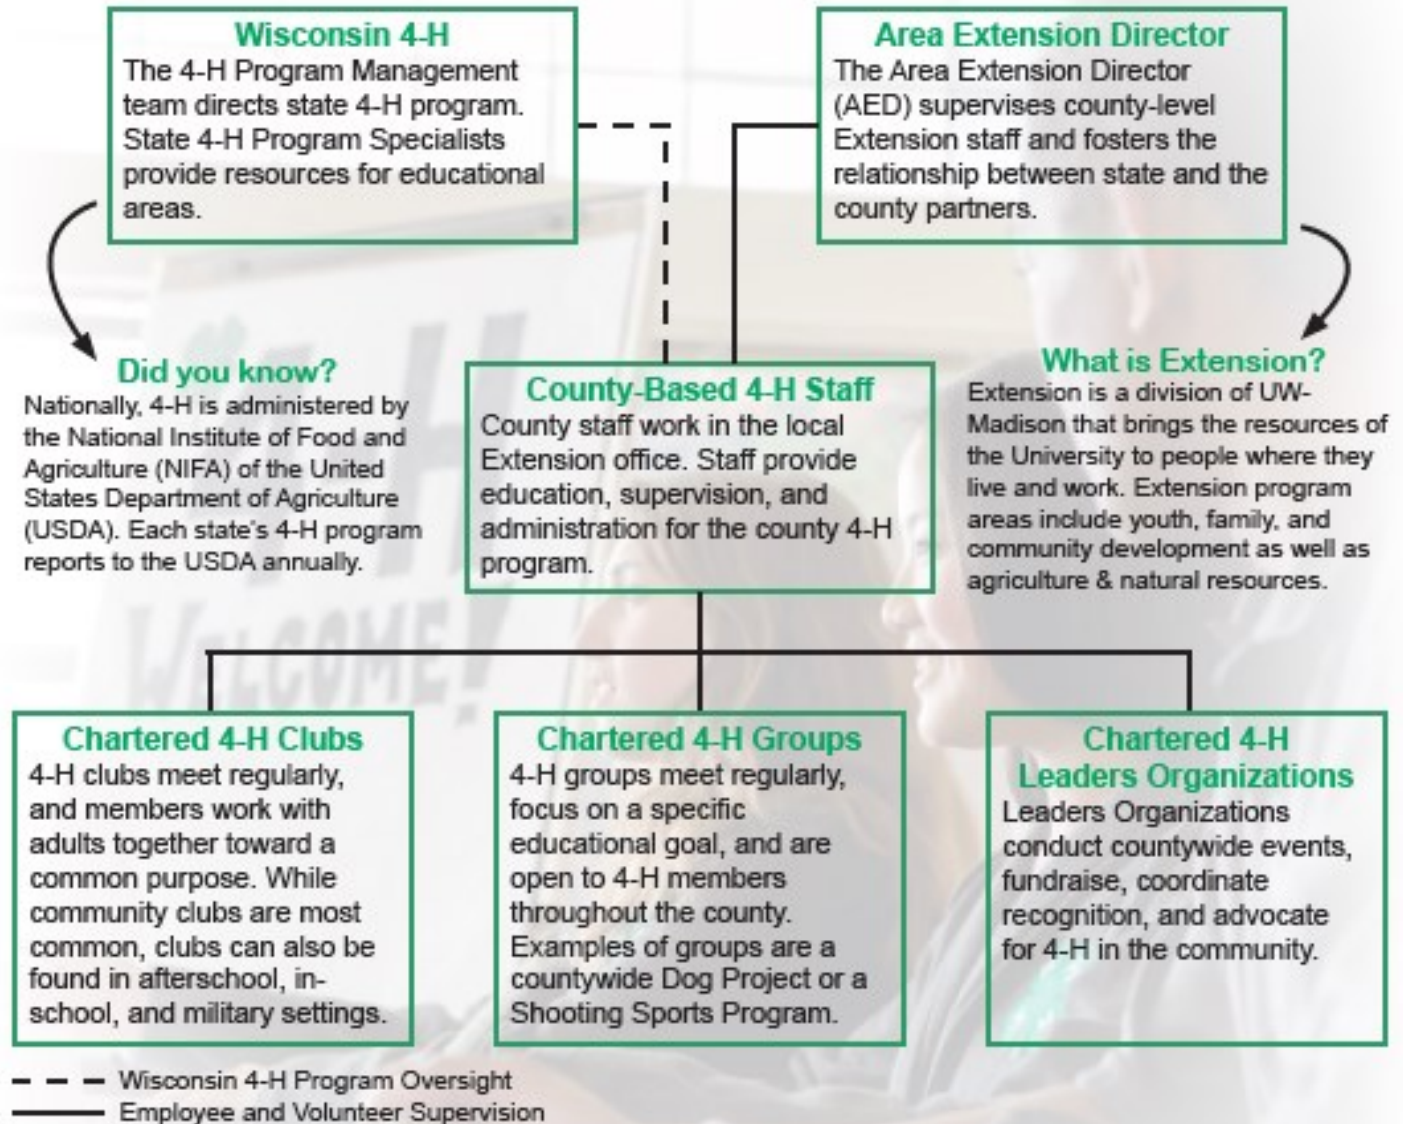 Wisconsin 4-H
The 4-H Program Management
team directs state 4-H program.
State 4-H Program Specialists
provide resources for educational
areas.
Area Extension Director
The Area Extension Director
(AED) supervises county-level
Extension staff and fosters the
relationship between state and the
county partners.
Did you know?
Nationally, 4-H is administered by
the National Institute of Food and
Agriculture (NIFA) of the United
States Department of Agriculture
(USDA). Each state's 4-H program
reports to the USDA annually.
County-Based 4-H Staff
County staff work in the local
Extension office. Staff provide
education, supervision, and
administration for the county 4-H
program.
What is Extension?
Extension is a division of UW-
Madison that brings the resources of
the University to people where they
live and work. Extension program
areas include youth, family, and
community development as well as
agriculture & natural resources.
4-H
WELCOME!
Chartered 4-H Clubs
4-H clubs meet regularly,
and members work with
adults together toward a
common purpose. While
community clubs are most
common, clubs can also be
found in afterschool, in-
school, and military settings.
Chartered 4-H Groups
4-H groups meet regularly,
focus on a specific
educational goal, and are
open to 4-H members
throughout the county.
Examples of groups are a
countywide Dog Project or a
Shooting Sports Program.
Chartered 4-H
Leaders Organizations
Leaders Organizations
conduct countywide events,
fundraise, coordinate
recognition, and advocate
for 4-H in the community.
Wisconsin 4-H Program Oversight
Employee and Volunteer Supervision